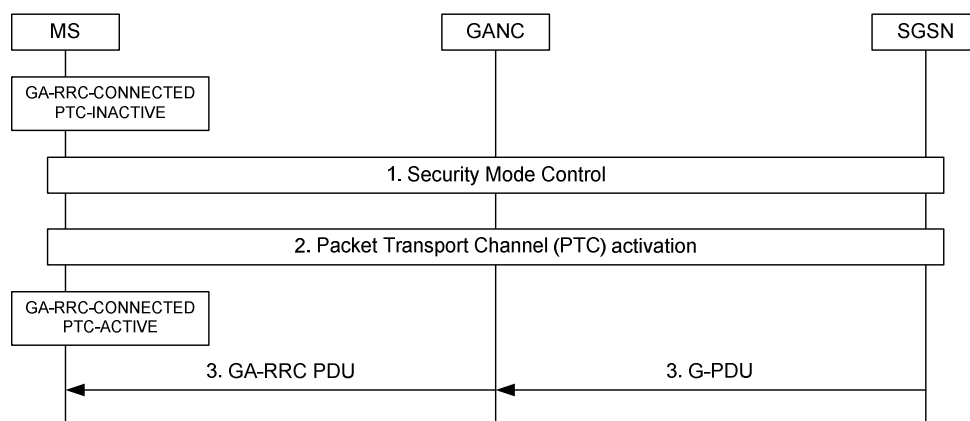 MS
GANC
SGSN
GA-RRC-CONNECTED
PTC-INACTIVE
1. Security Mode Control
2. Packet Transport Channel (PTC) activation
GA-RRC-CONNECTED
PTC-ACTIVE
3. GA-RRC PDU
3. G-PDU